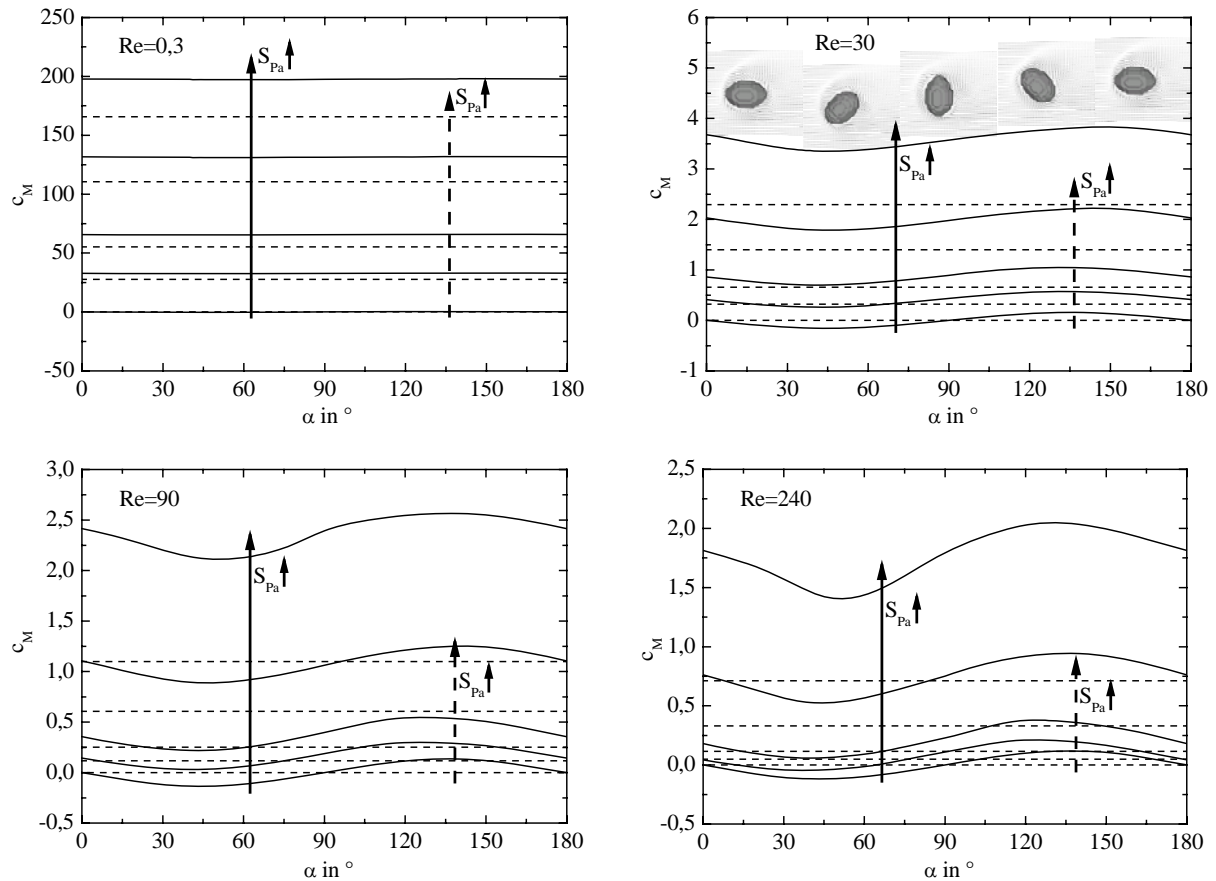 250
200
150
100
50
0
-50
c_M
Re=0,3
S_Pa
S_Pa
0 30 60 90 120 150 180
α in °
6
5
4
3
2
1
0
-1
c_M
Re=30
S_Pa
S_Pa
0 30 60 90 120 150 180
α in °
3,0
2,5
2,0
1,5
1,0
0,5
0,0
-0,5
c_M
Re=90
S_Pa
S_Pa
0 30 60 90 120 150 180
α in °
2,5
2,0
1,5
1,0
0,5
0,0
-0,5
c_M
Re=240
S_Pa
S_Pa
0 30 60 90 120 150 180
α in °